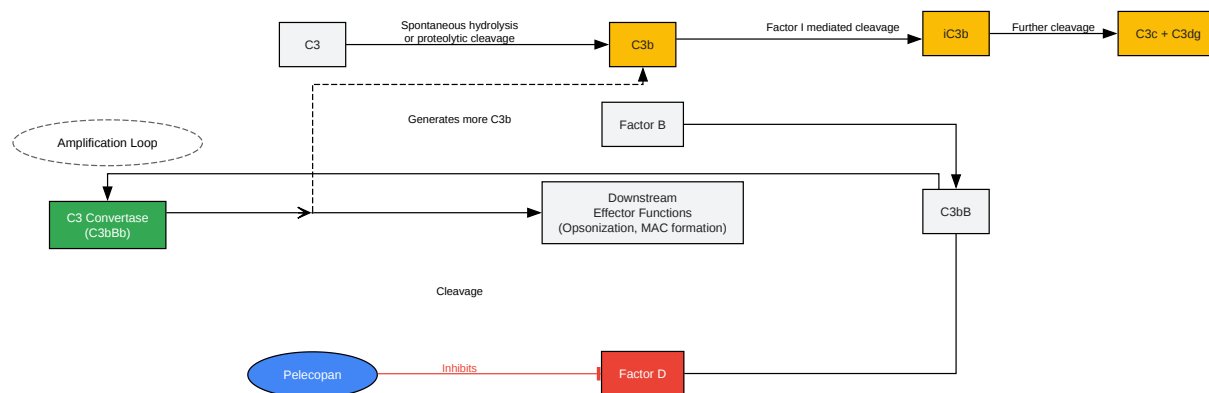 Spontaneous hydrolysis
or proteolytic cleavage
C3
C3b
Factor I mediated cleavage
iC3b
Further cleavage
C3c + C3dg
Generates more C3b
Factor B
Amplification Loop
C3 Convertase
(C3bBb)
Downstream
Effector Functions
(Opsonization, MAC formation)
C3bB
Cleavage
Pelecopan
Inhibits
Factor D